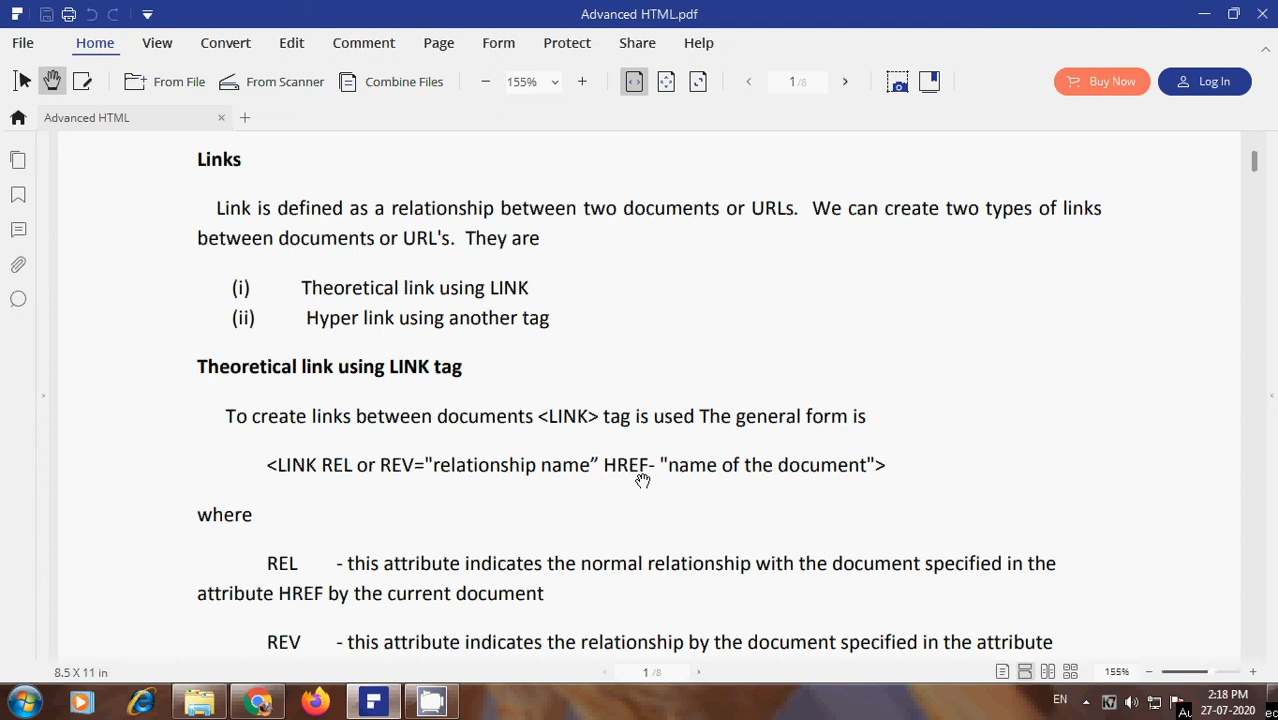 Advanced HTML.pdf
File Home View Convert Edit Comment Page Form Protect Share Help
From File From Scanner Combine Files 155% 1/8 Buy Now Log In
Advanced HTML
Links
Link is defined as a relationship between two documents or URLs. We can create two types of links
between documents or URL's. They are
(i) Theoretical link using LINK
(ii) Hyper link using another tag
Theoretical link using LINK tag
To create links between documents <LINK> tag is used The general form is
<LINK REL or REV="relationship name” HREF- "name of the document">
where
REL - this attribute indicates the normal relationship with the document specified in the
attribute HREF by the current document
REV - this attribute indicates the relationship by the document specified in the attribute
8.5 X 11 in 1/8 155%
EN 2:18 PM
27-07-2020